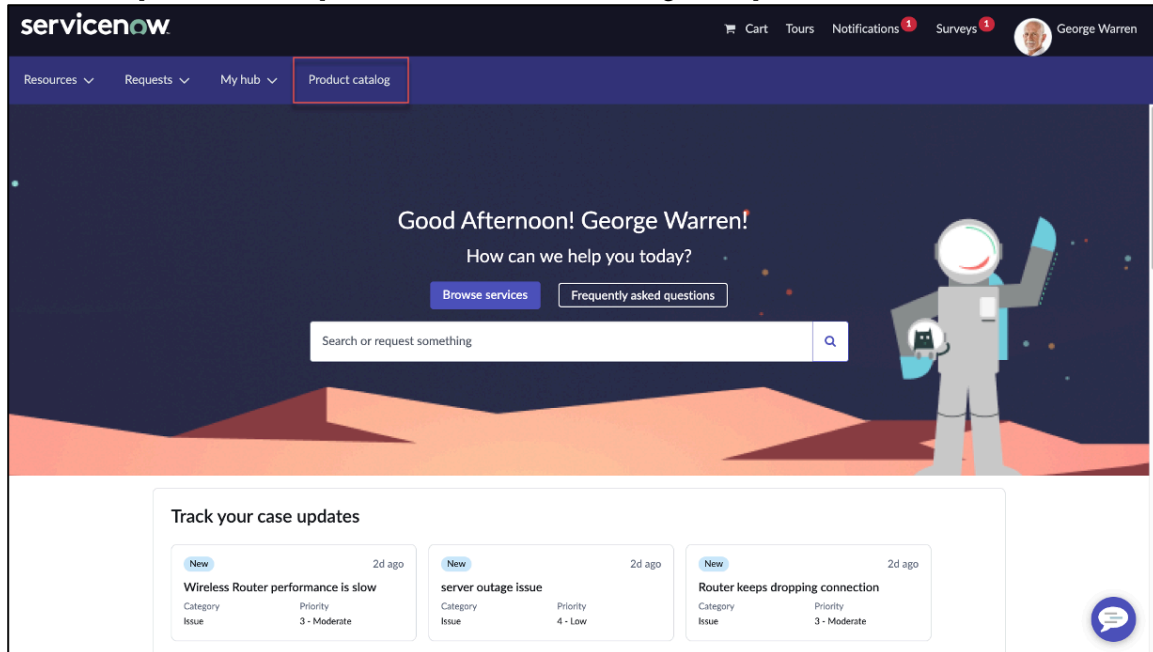 servicenow
Cart Tours Notifications 1 Surveys 1 George Warren
Resources Requests My hub Product catalog
Good Afternoon! George Warren!
How can we help you today?
Browse services Frequently asked questions
Search or request something
Track your case updates
New 2d ago New 2d ago New 2d ago
Wireless Router performance is slow server outage issue Router keeps dropping connection
Category Priority Category Priority Category Priority
Issue 3 - Moderate Issue 4 - Low Issue 3 - Moderate